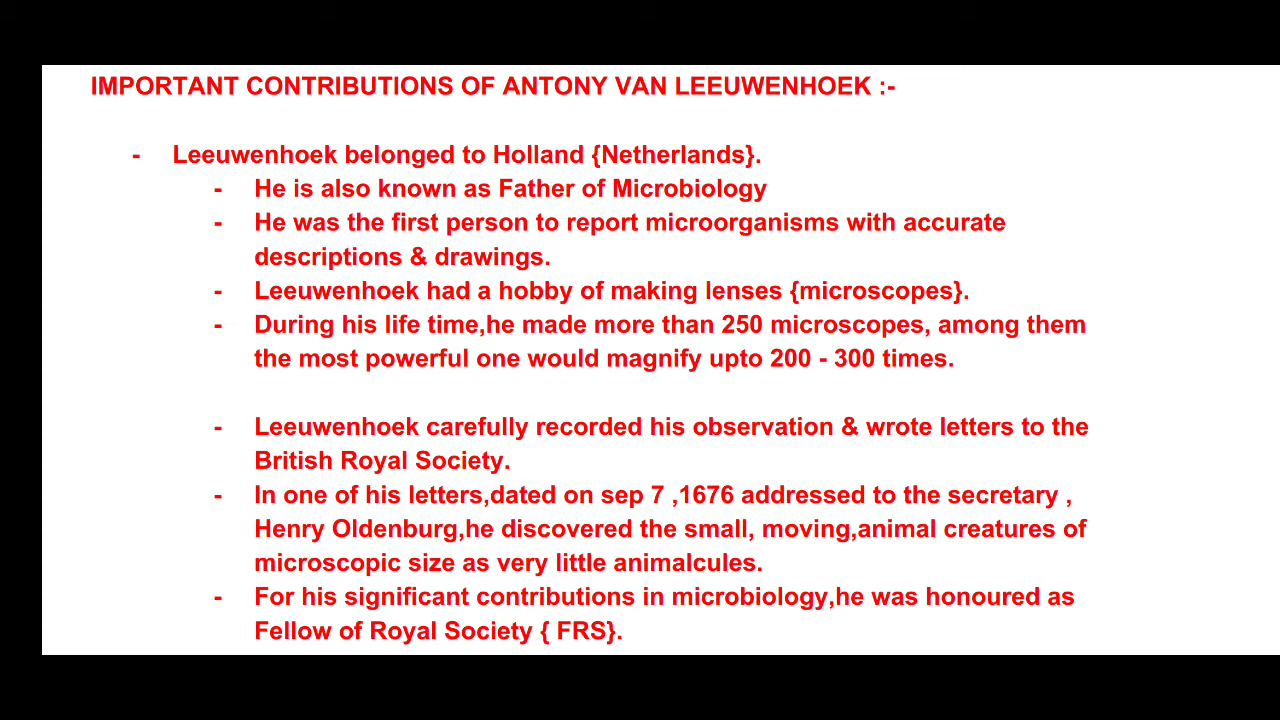 IMPORTANT CONTRIBUTIONS OF ANTONY VAN LEEUWENHOEK :-
- Leeuwenhoek belonged to Holland {Netherlands}.
- He is also known as Father of Microbiology
- He was the first person to report microorganisms with accurate
descriptions & drawings.
- Leeuwenhoek had a hobby of making lenses {microscopes}.
- During his life time,he made more than 250 microscopes, among them
the most powerful one would magnify upto 200 - 300 times.
- Leeuwenhoek carefully recorded his observation & wrote letters to the
British Royal Society.
- In one of his letters,dated on sep 7 ,1676 addressed to the secretary ,
Henry Oldenburg,he discovered the small, moving,animal creatures of
microscopic size as very little animalcules.
- For his significant contributions in microbiology,he was honoured as
Fellow of Royal Society { FRS}.